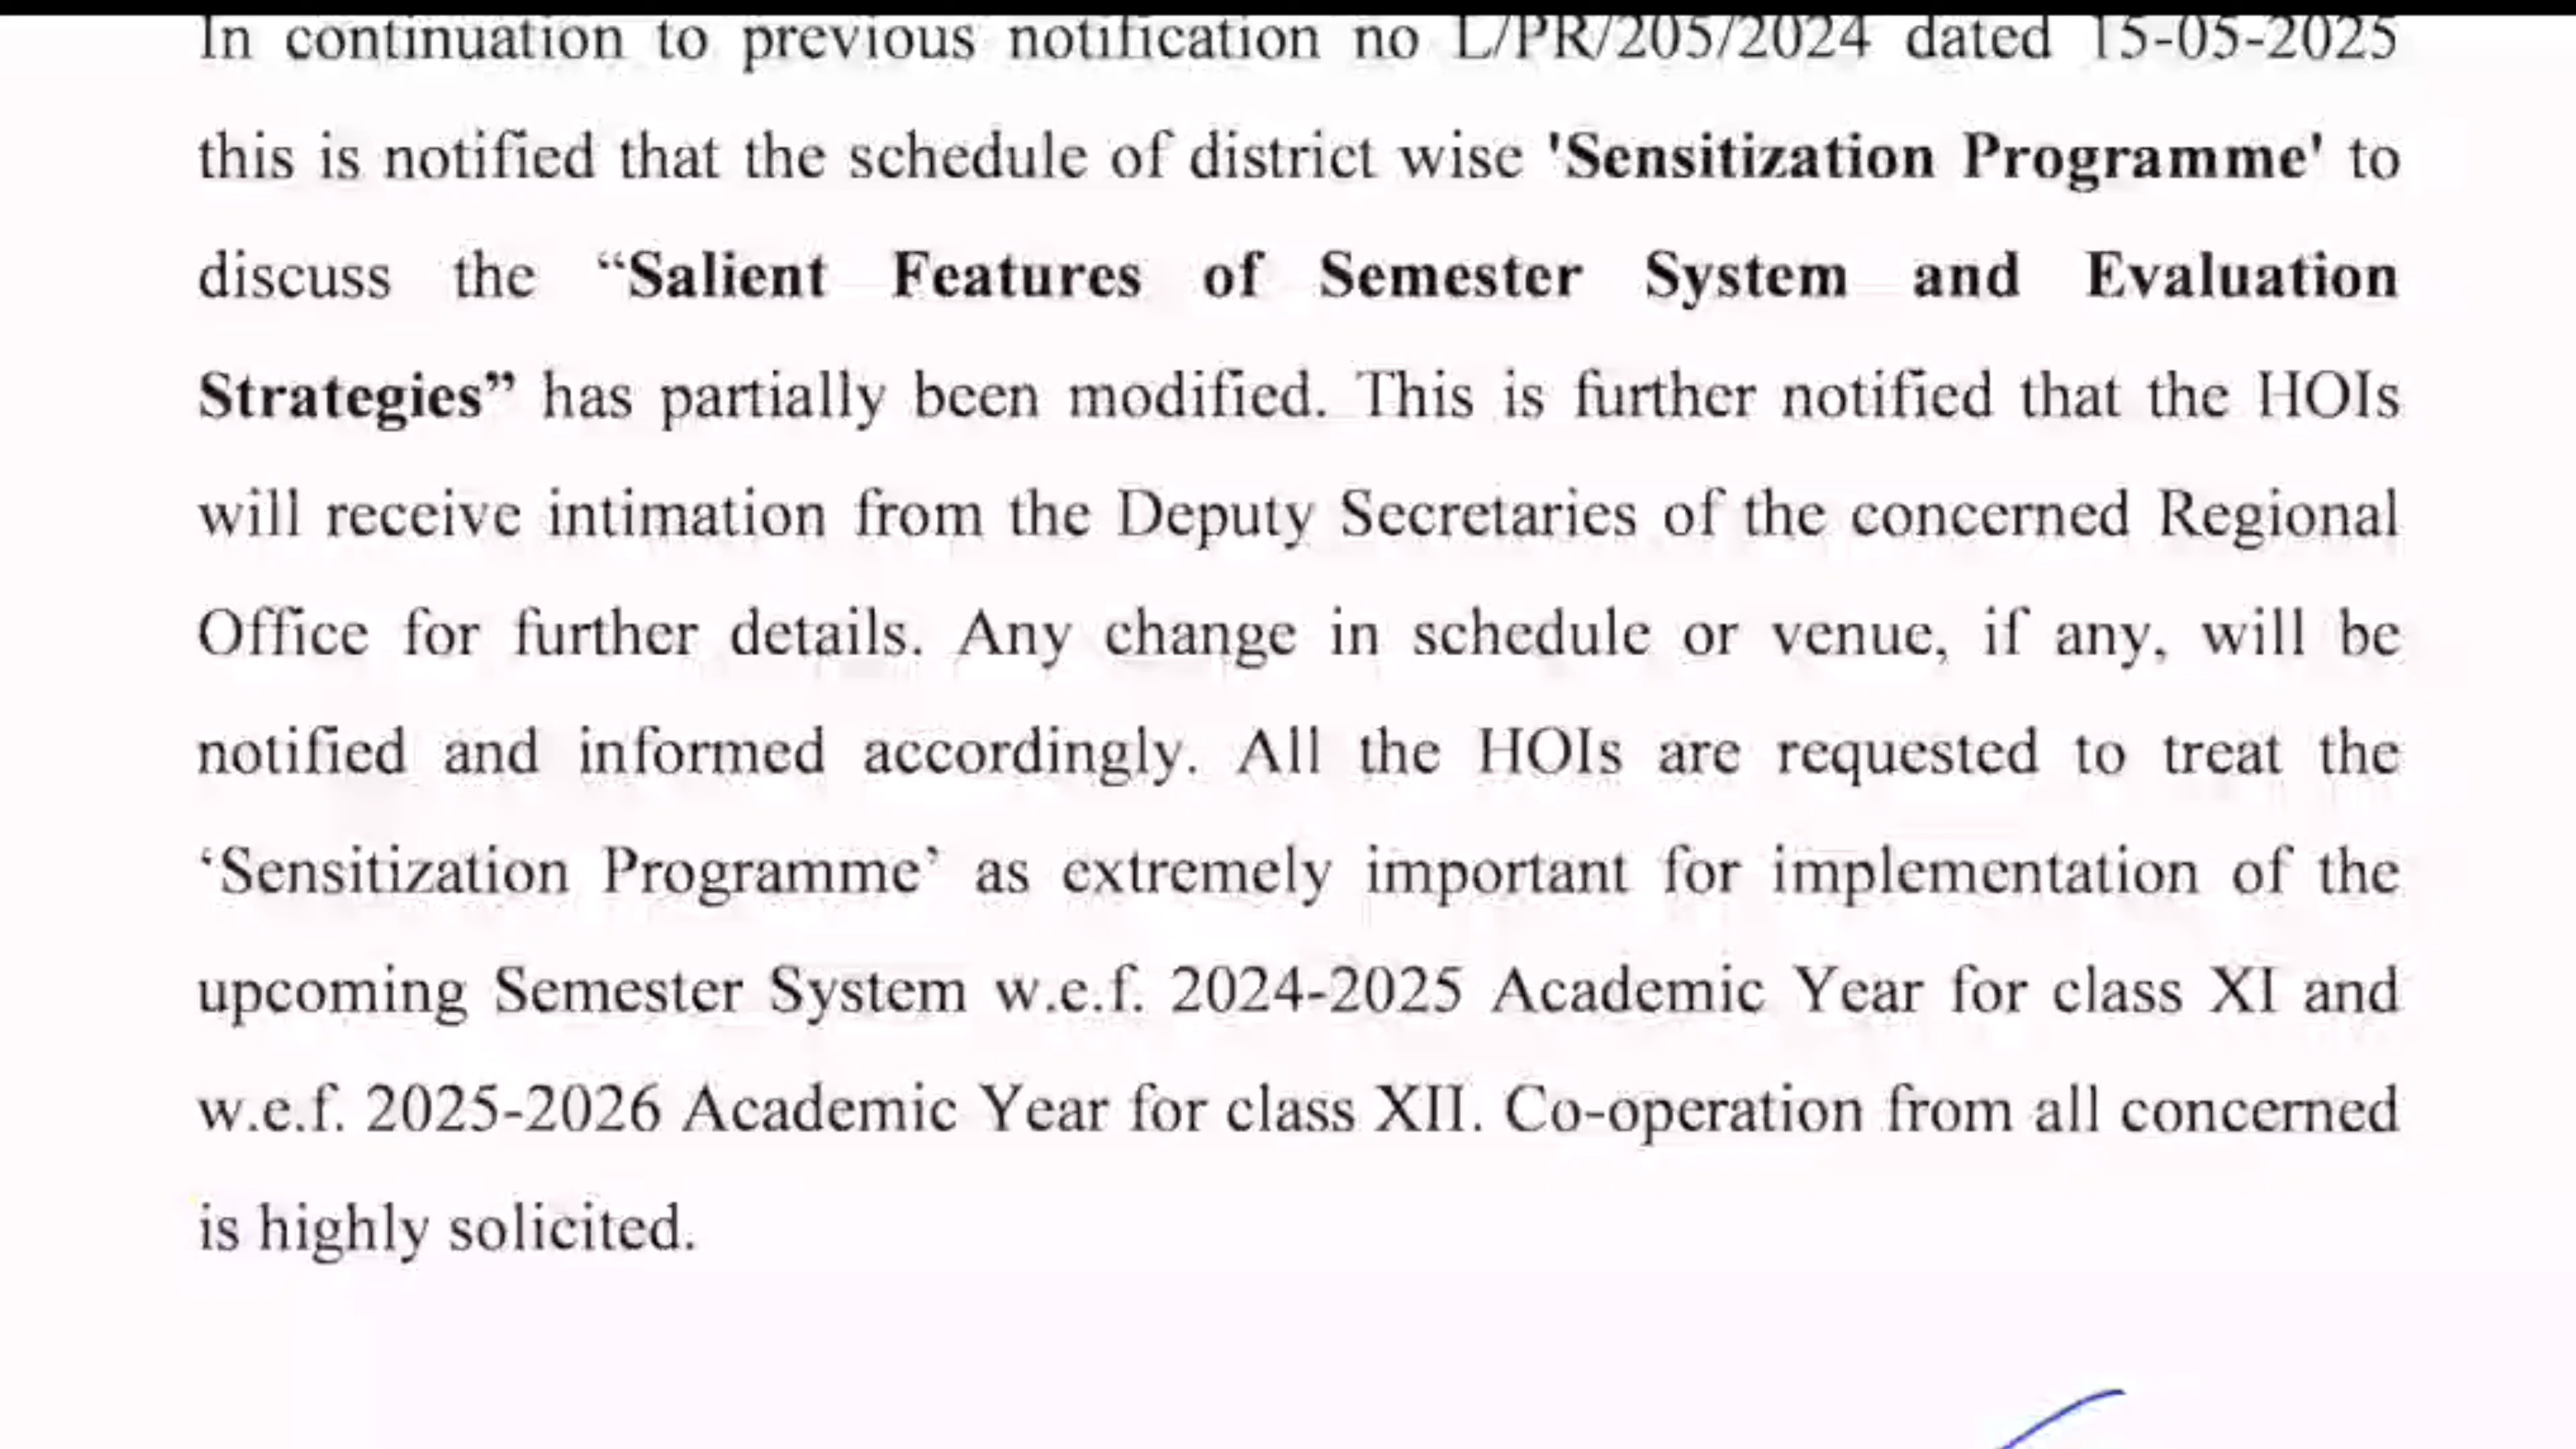 In continuation to previous notification no L/PR/205/2024 dated 15-05-2025
this is notified that the schedule of district wise 'Sensitization Programme' to
discuss the “Salient Features of Semester System and Evaluation
Strategies” has partially been modified. This is further notified that the HOIs
will receive intimation from the Deputy Secretaries of the concerned Regional
Office for further details. Any change in schedule or venue, if any, will be
notified and informed accordingly. All the HOIs are requested to treat the
‘Sensitization Programme’ as extremely important for implementation of the
upcoming Semester System w.e.f. 2024-2025 Academic Year for class XI and
w.e.f. 2025-2026 Academic Year for class XII. Co-operation from all concerned
is highly solicited.